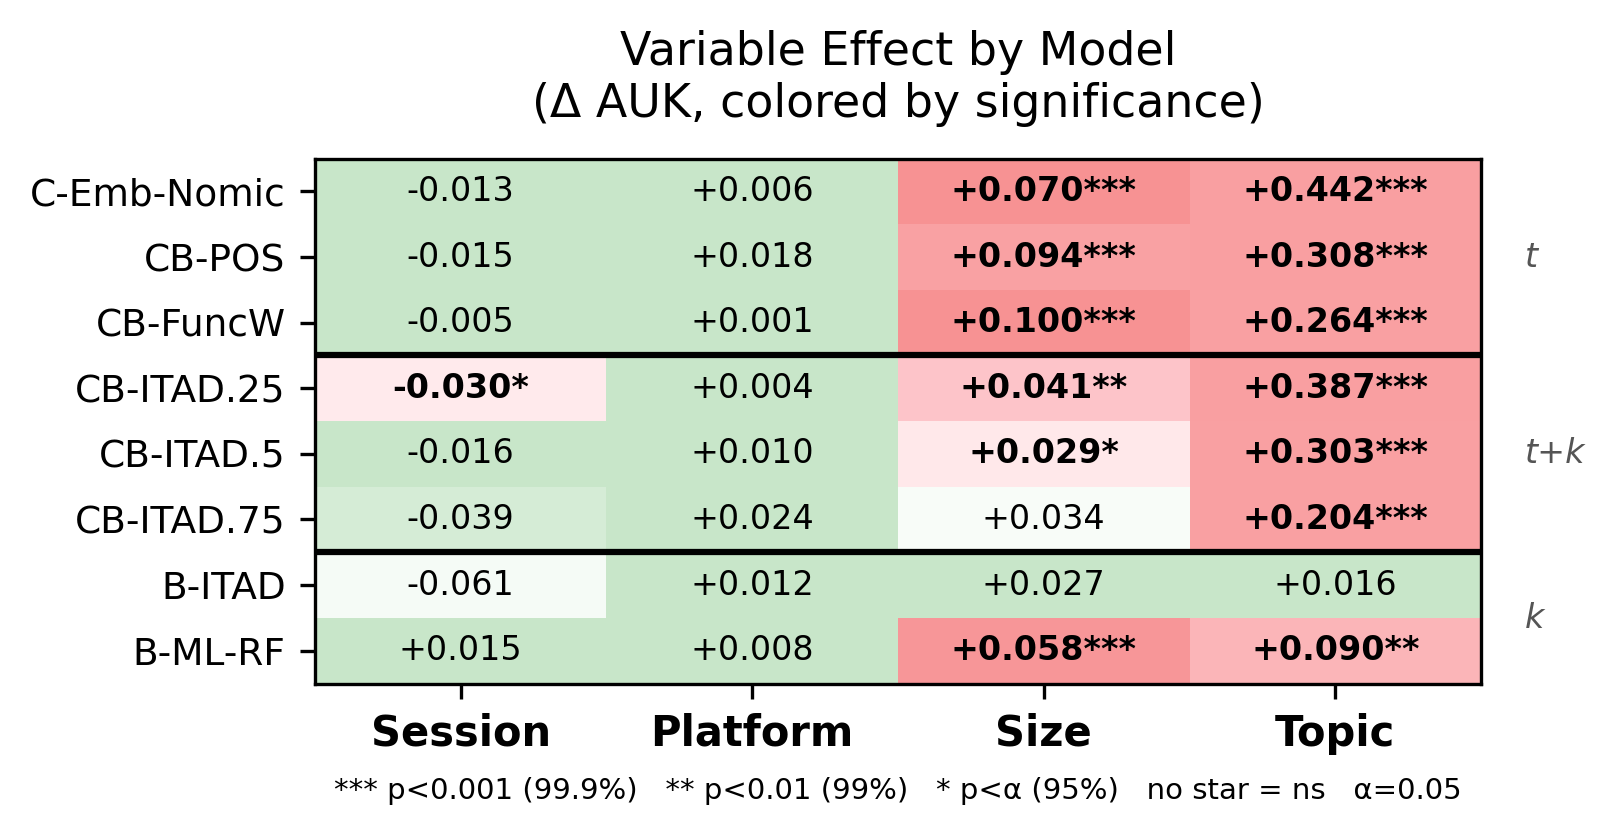 Variable Effect by Model
(Δ AUK, colored by significance)
C-Emb-Nomic -0.013 +0.006 +0.070*** +0.442***
CB-POS -0.015 +0.018 +0.094*** +0.308*** t
CB-FuncW -0.005 +0.001 +0.100*** +0.264***
CB-ITAD.25 -0.030* +0.004 +0.041** +0.387***
CB-ITAD.5 -0.016 +0.010 +0.029* +0.303*** t+k
CB-ITAD.75 -0.039 +0.024 +0.034 +0.204***
B-ITAD -0.061 +0.012 +0.027 +0.016
k
B-ML-RF +0.015 +0.008 +0.058*** +0.090**
Session Platform Size Topic
*** p<0.001 (99.9%) ** p<0.01 (99%) * p<α (95%) no star = ns α=0.05